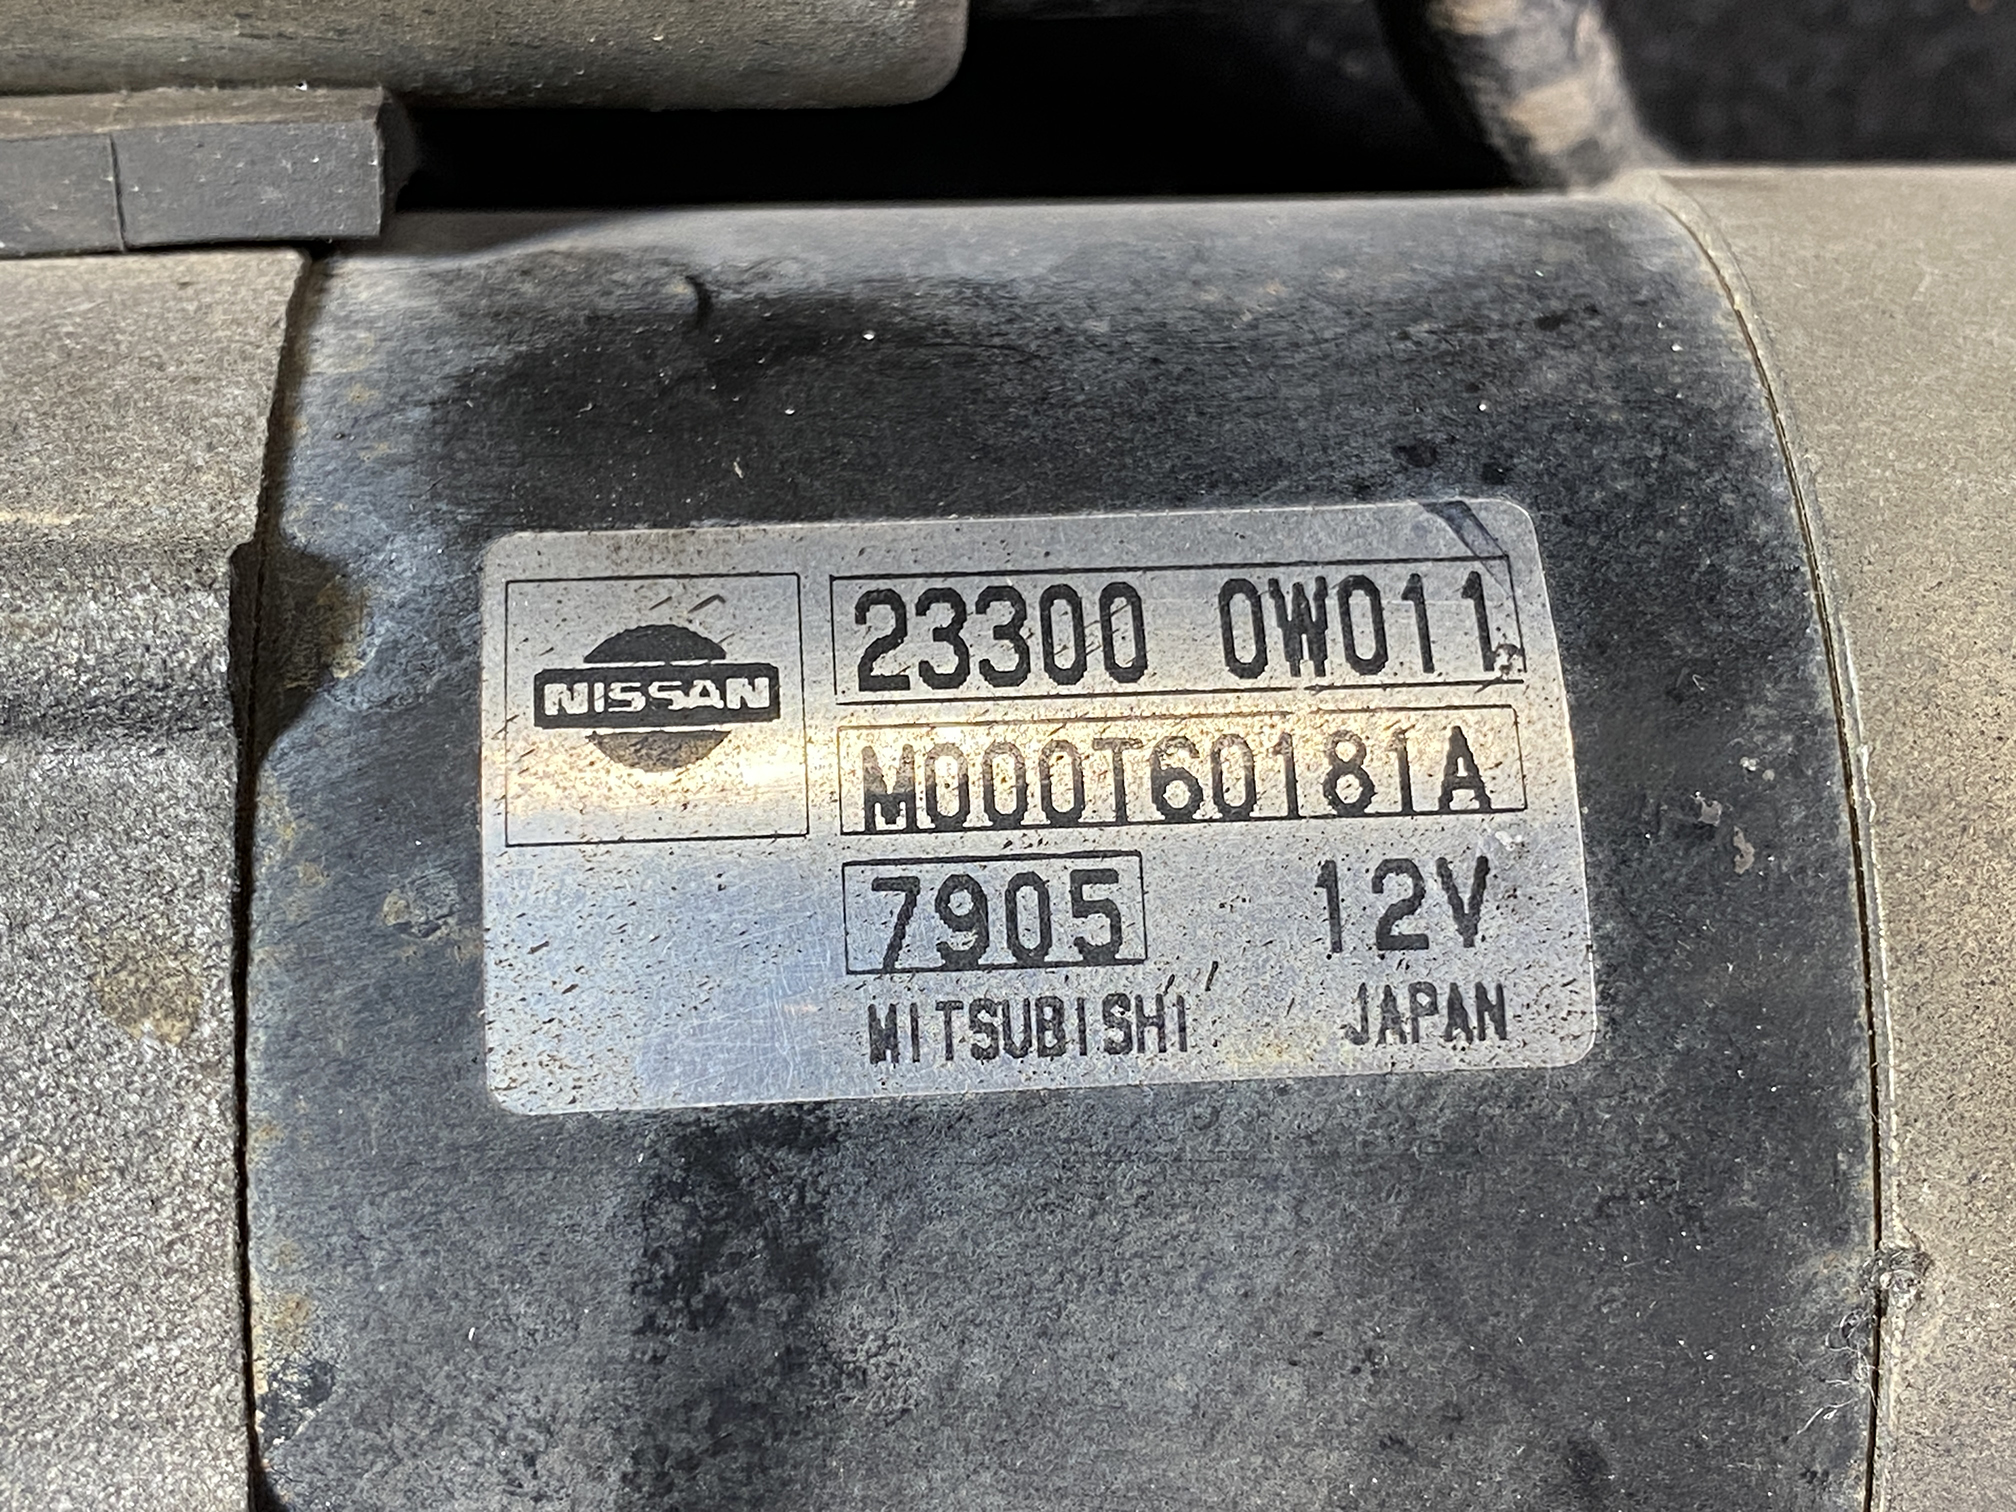 NISSAN
23300 0W011
M000T60181A
7905 12V
MITSUBISHI JAPAN